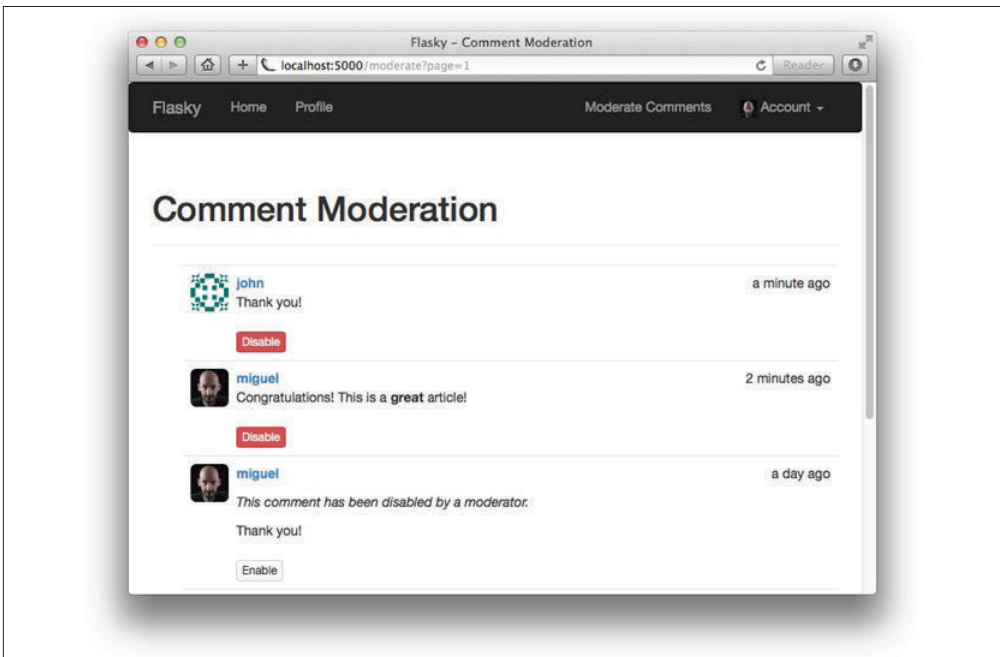 Flasky – Comment Moderation
localhost:5000/moderate?page=1 Reader
Flasky Home Profile Moderate Comments Account
Comment Moderation
john a minute ago
Thank you!
Disable
miguel 2 minutes ago
Congratulations! This is a great article!
Disable
miguel a day ago
This comment has been disabled by a moderator.
Thank you!
Enable